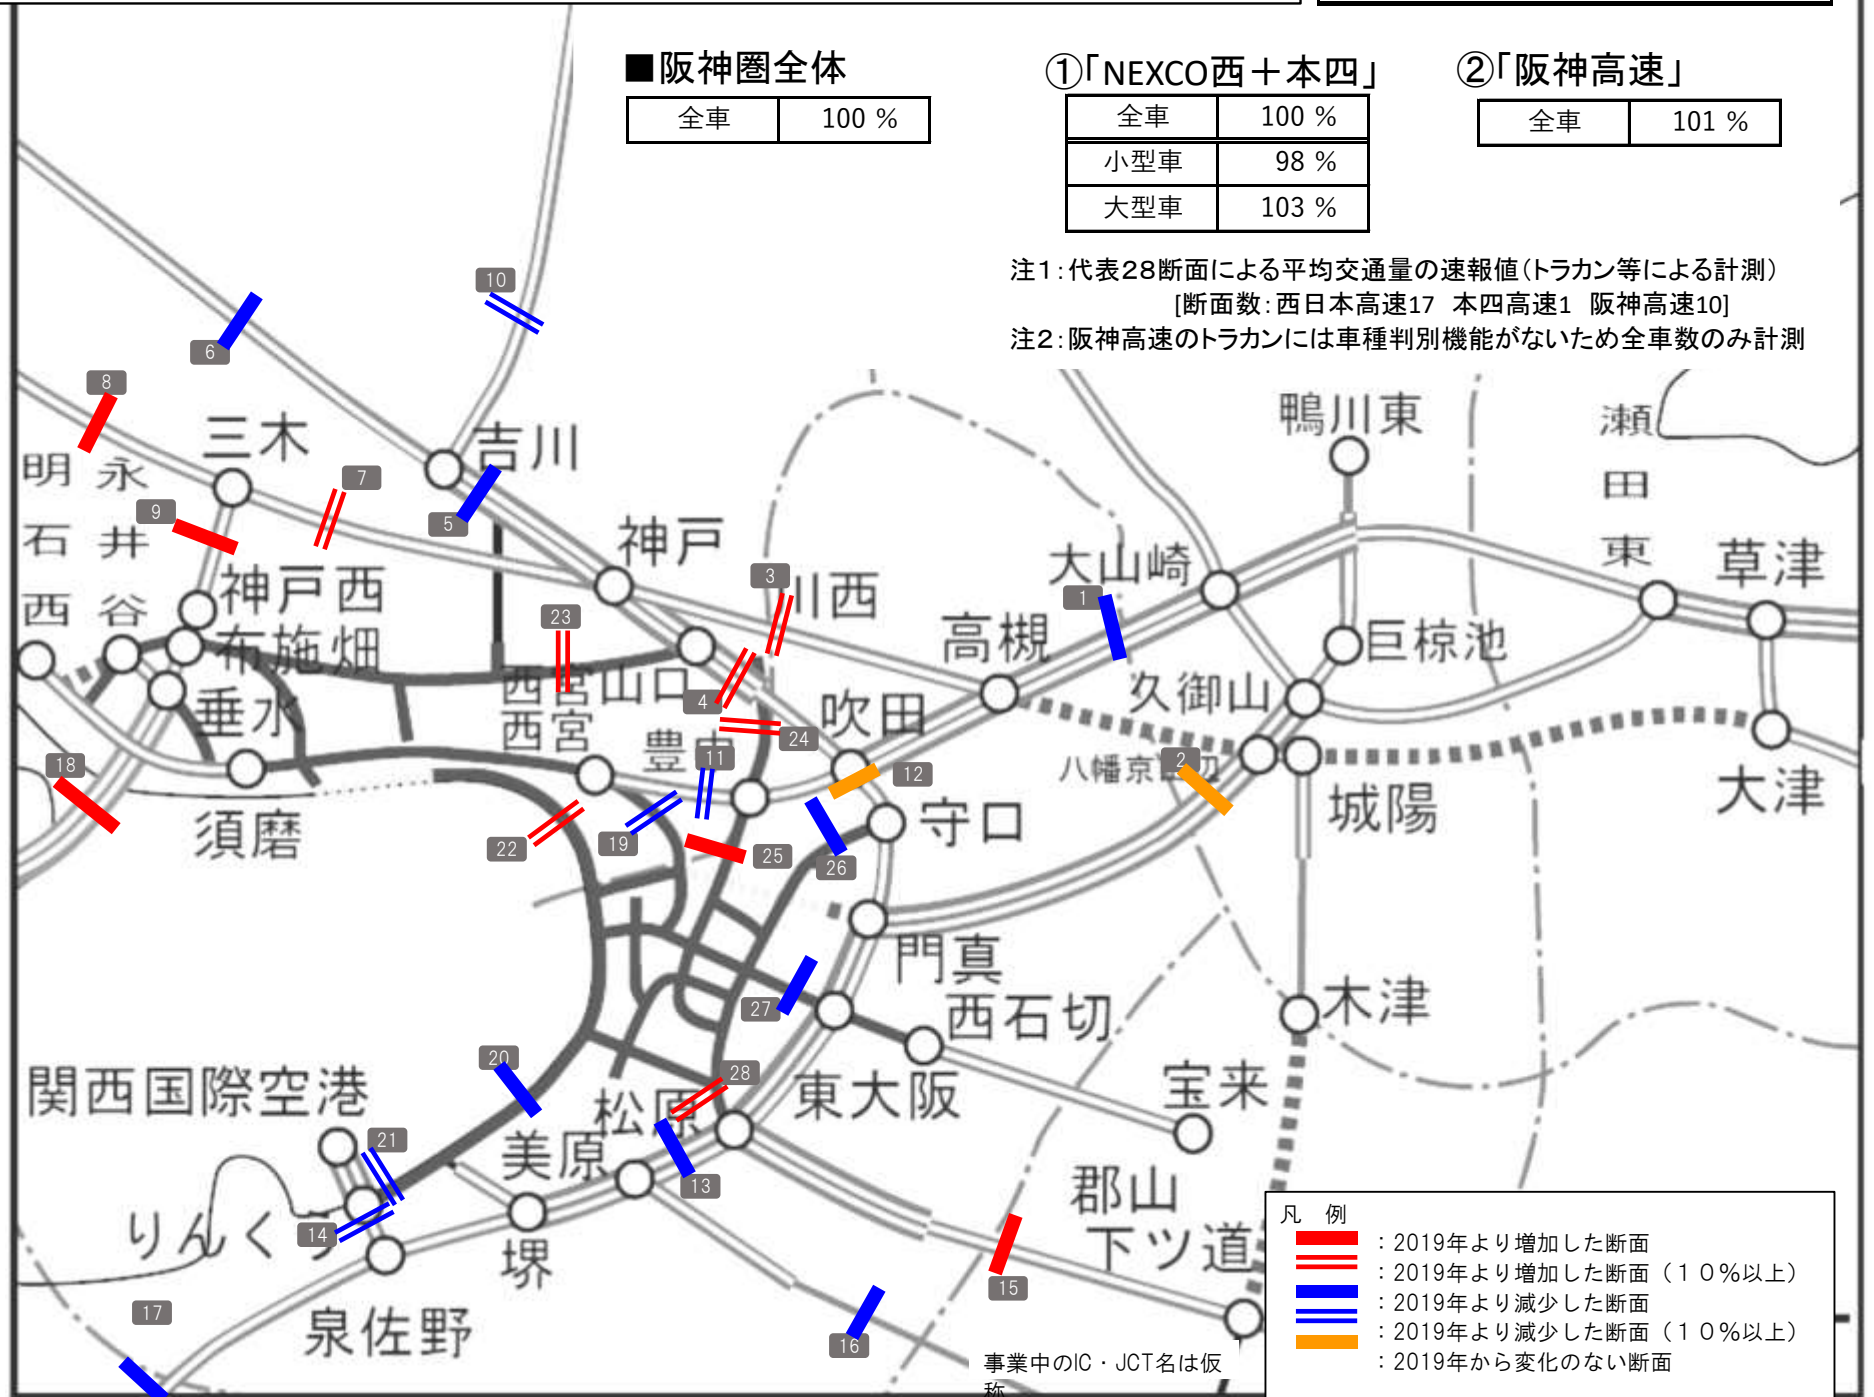 ■阪神圏全体
全車 100 %
①「NEXCO西＋本四」
全車 100 %
小型車 98 %
大型車 103 %
②「阪神高速」
全車 101 %
注1：代表28断面による平均交通量の速報値（トラカン等による計測）
[断面数：西日本高速17 本四高速1 阪神高速10]
注2：阪神高速のトラカンには車種判別機能がないため全車数のみ計測
10
6
8
三木
吉川
鴨川東
瀬田東
明石西
永井谷
7
9
5
神戸
大山崎
草津
3
川西
1
神戸西
23
高槻
巨椋池
布施畑
西宮山口
4
久御山
垂水
西宮
吹田
24
豊中
11
12
八幡京田辺
2
18
大津
須磨
22
19
25
26
守口
城陽
門真
27
西石切
木津
関西国際空港
20
28
松原
東大阪
宝来
21
美原
13
郡山下ツ道
りんくう
14
堺
15
17
泉佐野
16
事業中のIC・JCT名は仮
称
凡 例
：2019年より増加した断面
：2019年より増加した断面（１０％以上）
：2019年より減少した断面
：2019年より減少した断面（１０％以上）
：2019年から変化のない断面